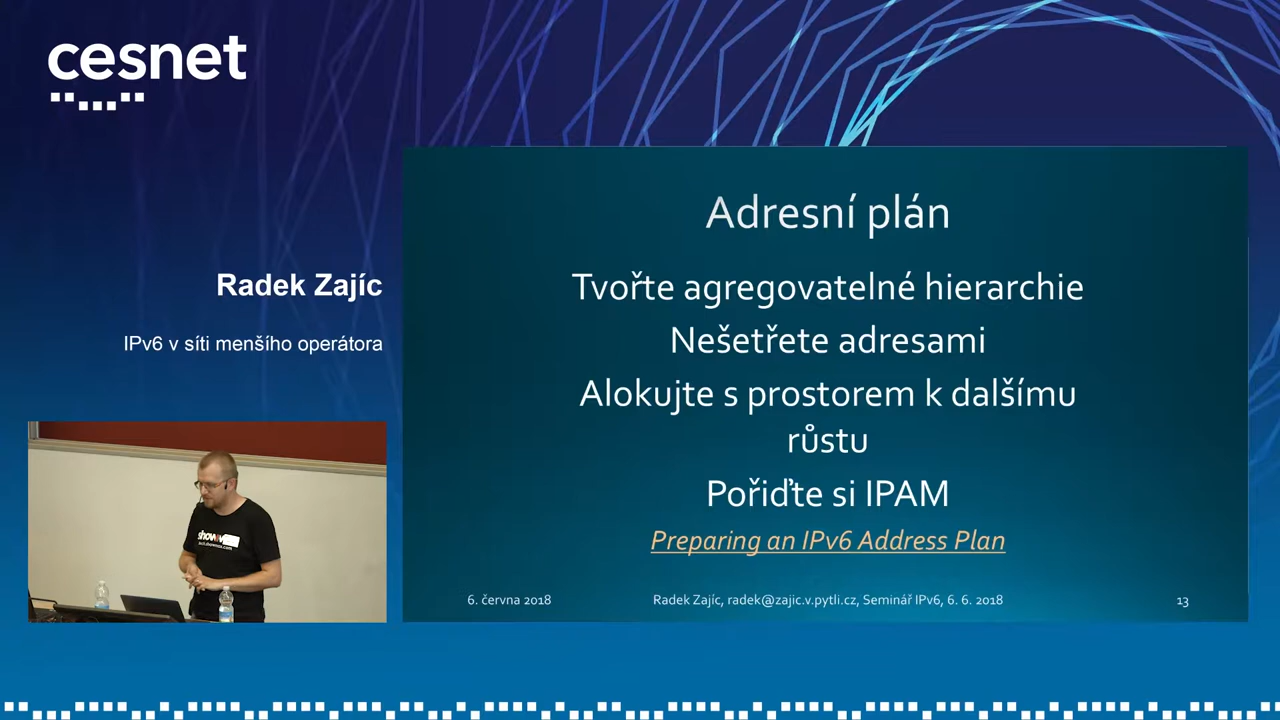 cesnet
Radek Zajíc
IPv6 v síti menšího operátora
Adresní plán
Tvořte agregovatelné hierarchie
Nešetřete adresami
Alokujte s prostorem k dalšímu
růstu
Pořiďte si IPAM
Preparing an IPv6 Address Plan
6. června 2018
Radek Zajíc, radek@zajic.v.pytli.cz, Seminář IPv6, 6. 6. 2018
13